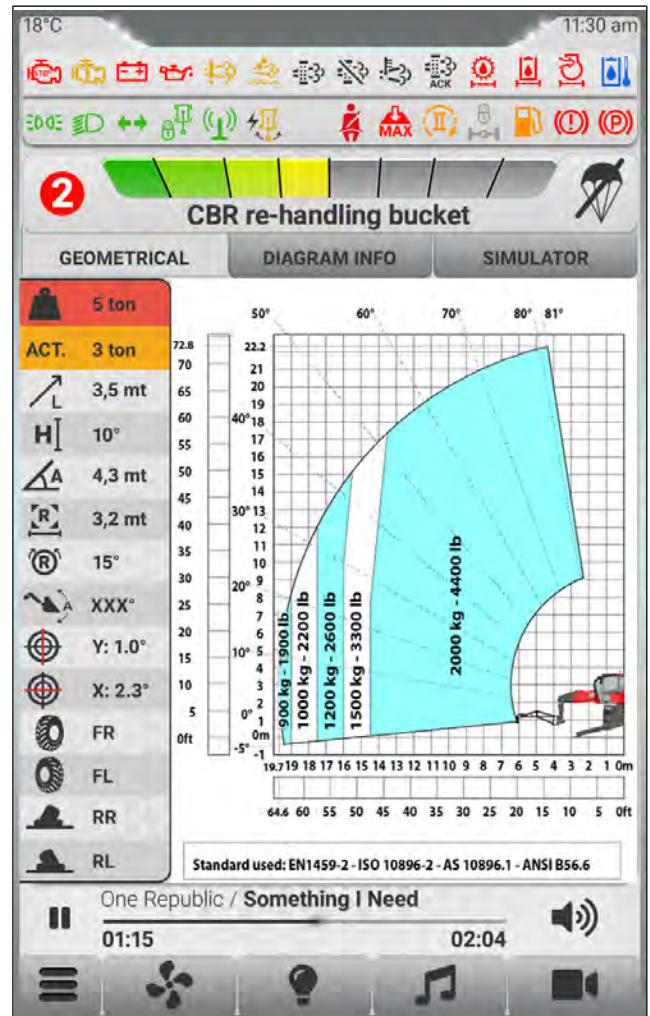 18°C 11:30 am
STOP
ACK
MAX II (!) (P)
2
CBR re-handling bucket
GEOMETRICAL DIAGRAM INFO SIMULATOR
5 ton
ACT. 3 ton
L 3,5 mt
H 10°
A 4,3 mt
R 3,2 mt
R 15°
A XXX°
Y: 1.0°
X: 2.3°
FR
FL
RR
RL
50° 60° 70° 80° 81°
40°
30°
20°
10°
0°
-5°
72.8
70
65
60
55
50
45
40
35
30
25
20
15
10
5
0ft
22.2
21
20
19
18
17
16
15
14
13
12
11
10
9
8
7
6
5
4
3
2
1
0m
-1
900 kg - 1900 lb
1000 kg - 2200 lb
1200 kg - 2600 lb
1500 kg - 3300 lb
2000 kg - 4400 lb
19.7 19 18 17 16 15 14 13 12 11 10 9 8 7 6 5 4 3 2 1 0m
64.6 60 55 50 45 40 35 30 25 20 15 10 5 0ft
Standard used: EN1459-2 - ISO 10896-2 - AS 10896.1 - ANSI B56.6
One Republic / Something I Need
01:15 02:04